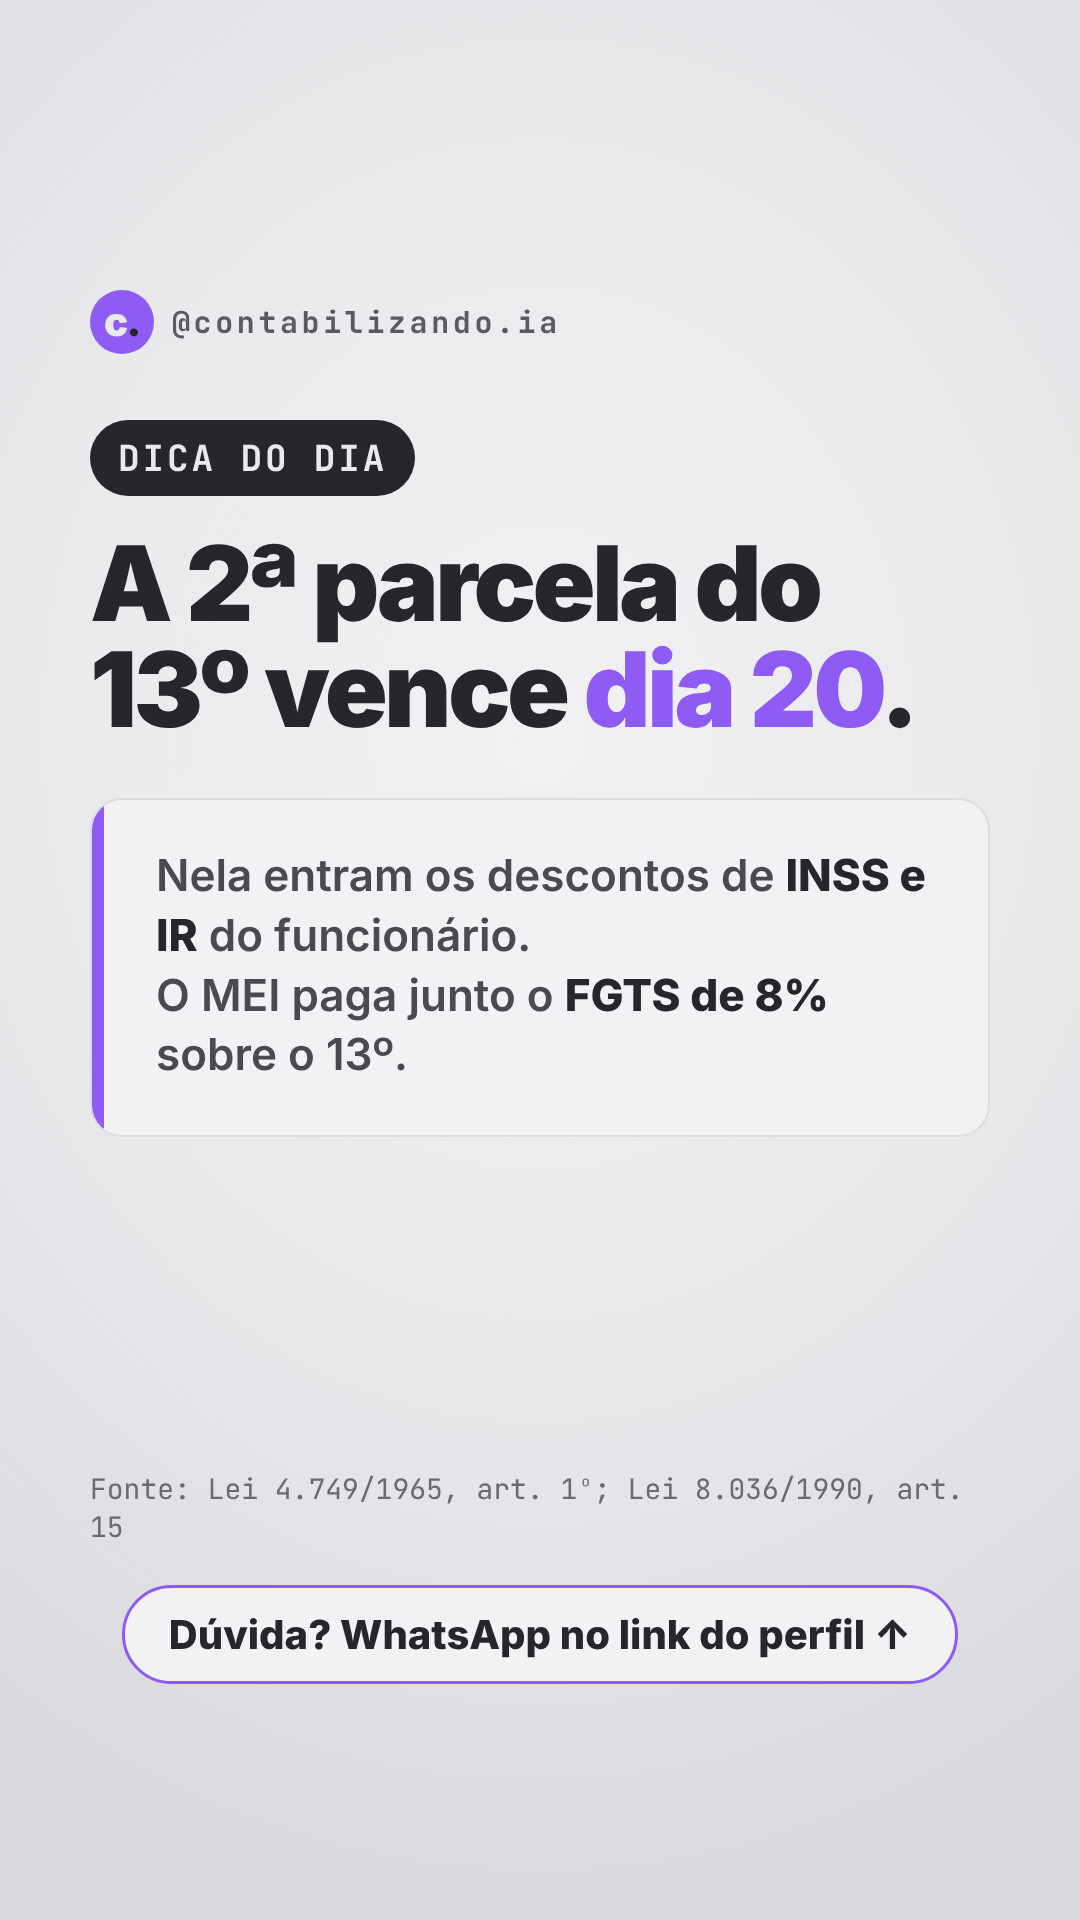 c.
@contabilizando.ia
DICA DO DIA
A 2ª parcela do
13º vence dia 20.
Nela entram os descontos de INSS e
IR do funcionário.
O MEI paga junto o FGTS de 8%
sobre o 13º.
Fonte: Lei 4.749/1965, art. 1º; Lei 8.036/1990, art.
15
Dúvida? WhatsApp no link do perfil ↑